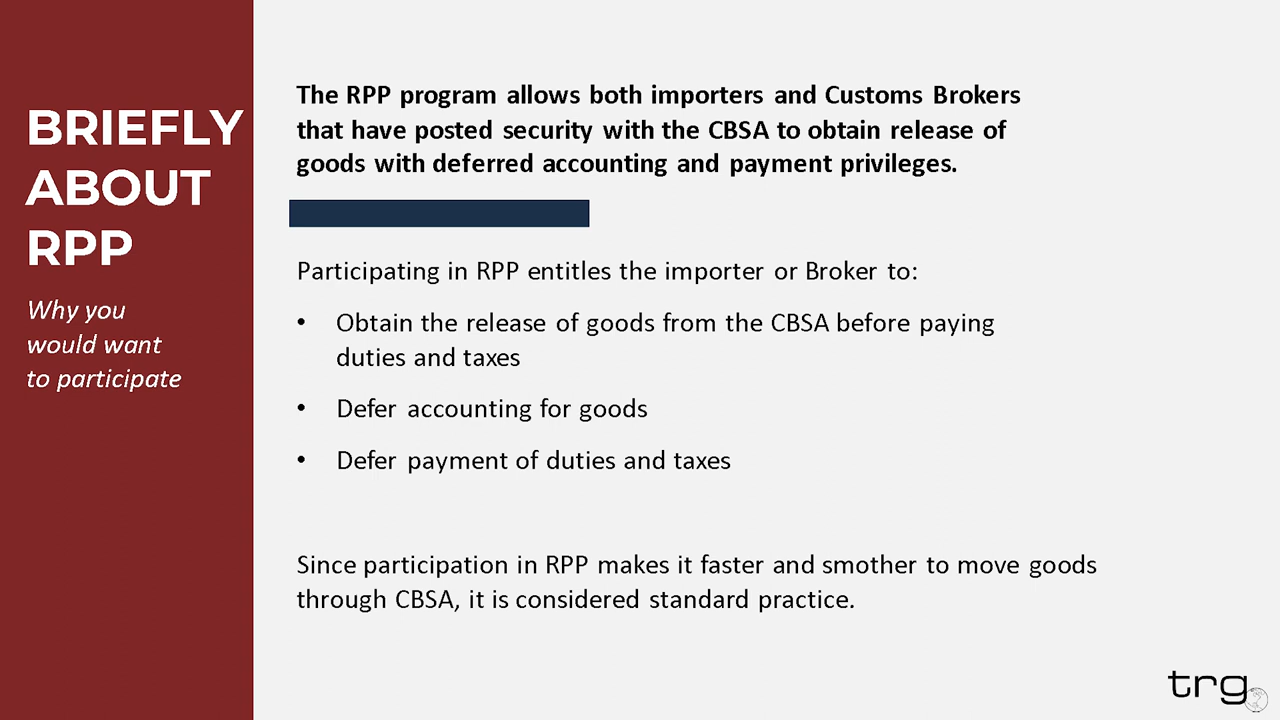 BRIEFLY
ABOUT
RPP
Why you
would want
to participate
The RPP program allows both importers and Customs Brokers
that have posted security with the CBSA to obtain release of
goods with deferred accounting and payment privileges.
Participating in RPP entitles the importer or Broker to:
• Obtain the release of goods from the CBSA before paying
duties and taxes
• Defer accounting for goods
• Defer payment of duties and taxes
Since participation in RPP makes it faster and smother to move goods
through CBSA, it is considered standard practice.
trg